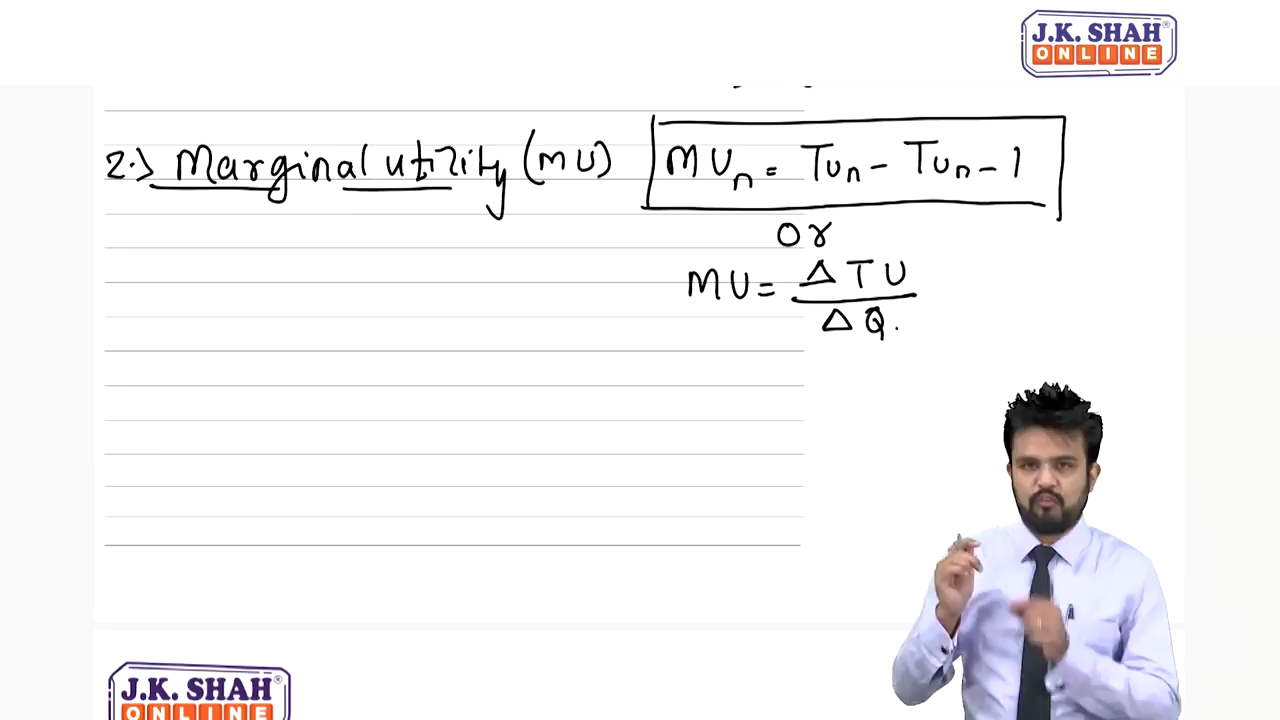 J.K. SHAH®
ONLINE
2.) Marginal utility (MU) MUn = TUn - TUn-1
Or
MU = ΔTU
ΔQ.
J.K. SHAH®
ONLINE